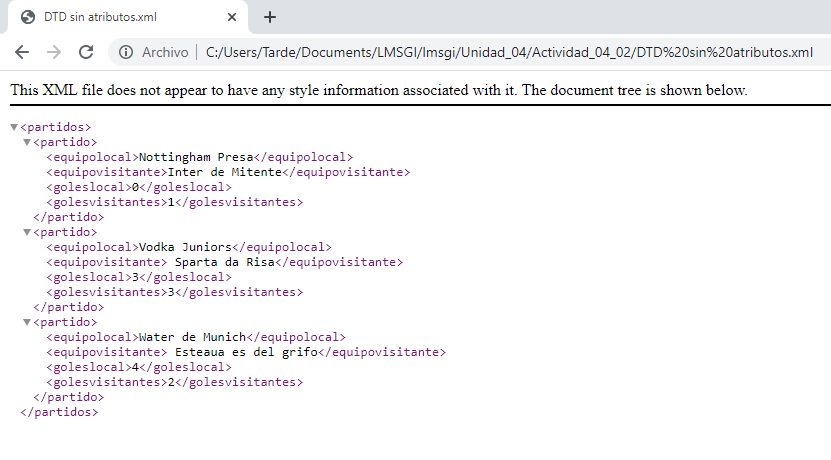 DTD sin atributos.xml
Archivo C:/Users/Tarde/Documents/LMSGI/lmsgi/Unidad_04/Actividad_04_02/DTD%20sin%20atributos.xml
This XML file does not appear to have any style information associated with it. The document tree is shown below.
▼<partidos>
▼<partido>
<equipolocal>Nottingham Presa</equipolocal>
<equipovisitante>Inter de Mitente</equipovisitante>
<goleslocal>0</goleslocal>
<golesvisitantes>1</golesvisitantes>
</partido>
▼<partido>
<equipolocal>Vodka Juniors</equipolocal>
<equipovisitante> Sparta da Risa</equipovisitante>
<goleslocal>3</goleslocal>
<golesvisitantes>3</golesvisitantes>
</partido>
▼<partido>
<equipolocal>Water de Munich</equipolocal>
<equipovisitante> Esteaua es del grifo</equipovisitante>
<goleslocal>4</goleslocal>
<golesvisitantes>2</golesvisitantes>
</partido>
</partidos>